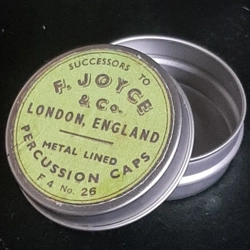 SUCCESSORS TO
F. JOYCE
& Co.
LONDON, ENGLAND
METAL LINED
PERCUSSION CAPS
F 4 No. 26